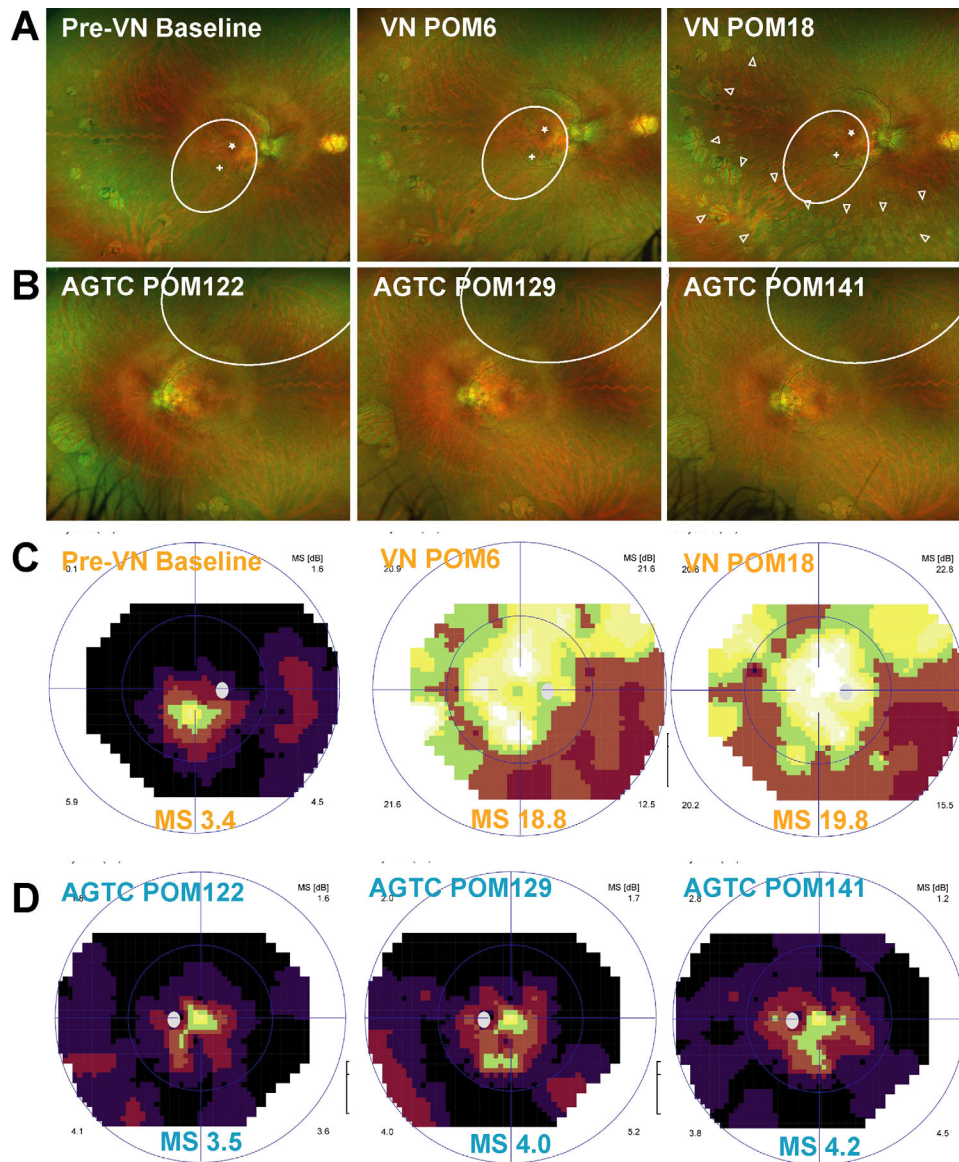 A
Pre-VN Baseline
VN POM6
VN POM18
B
AGTC POM122
AGTC POM129
AGTC POM141
C
Pre-VN Baseline
VN POM6
VN POM18
0.1
MS [dB]
1.6
20.9
MS [dB]
21.6
20.8
MS [dB]
22.8
5.9
4.5
21.6
12.5
20.2
15.5
MS 3.4
MS 18.8
MS 19.8
D
AGTC POM122
AGTC POM129
AGTC POM141
MS [dB]
1.6
2.0
MS [dB]
1.7
2.8
MS [dB]
1.2
4.1
3.6
4.0
5.2
3.8
4.5
MS 3.5
MS 4.0
MS 4.2